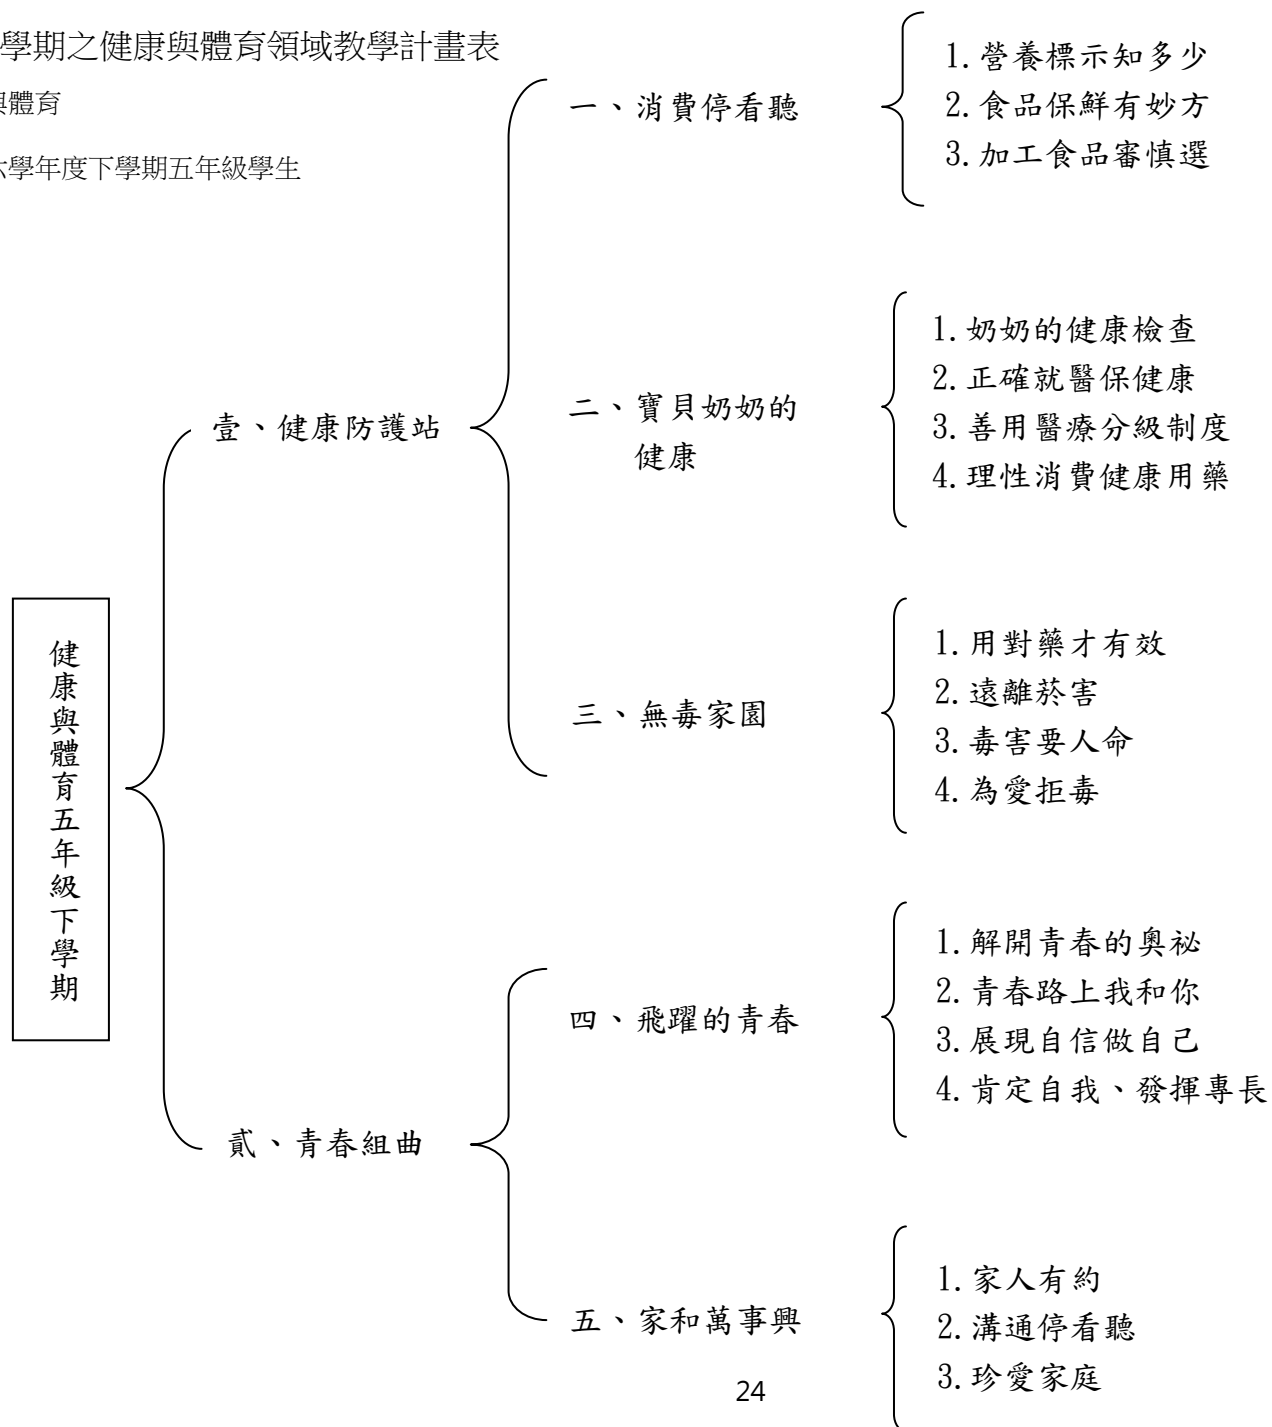 學期之健康與體育領域教學計畫表
與體育
六學年度下學期五年級學生
健康與體育五年級下學期
壹、健康防護站
一、消費停看聽
1.營養標示知多少
2.食品保鮮有妙方
3.加工食品審慎選
二、寶貝奶奶的
健康
1.奶奶的健康檢查
2.正確就醫保健康
3.善用醫療分級制度
4.理性消費健康用藥
三、無毒家園
1.用對藥才有效
2.遠離菸害
3.毒害要人命
4.為愛拒毒
貳、青春組曲
四、飛躍的青春
1.解開青春的奧祕
2.青春路上我和你
3.展現自信做自己
4.肯定自我、發揮專長
五、家和萬事興
1.家人有約
2.溝通停看聽
3.珍愛家庭
24